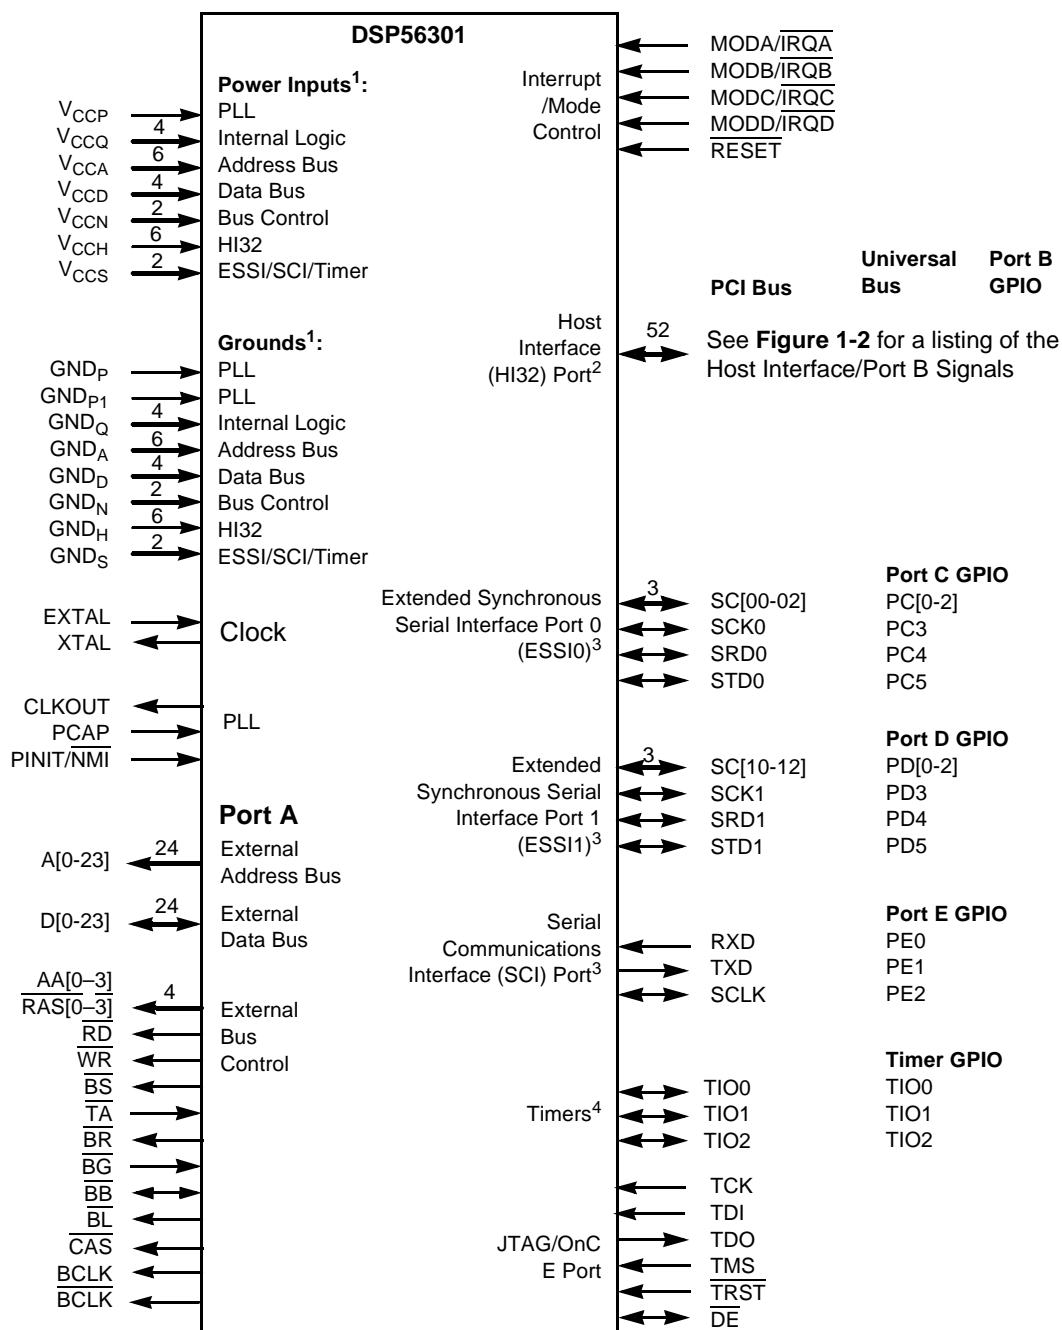 DSP56301
Power Inputs1:
VCCP PLL
VCCQ 4 Internal Logic
VCCA 6 Address Bus
VCCD 4 Data Bus
VCCN 2 Bus Control
VCCH 6 HI32
VCCS 2 ESSI/SCI/Timer
Grounds1:
GNDP PLL
GNDP1 PLL
GNDQ 4 Internal Logic
GNDA 6 Address Bus
GNDD 4 Data Bus
GNDN 2 Bus Control
GNDH 6 HI32
GNDS 2 ESSI/SCI/Timer
EXTAL
XTAL
Clock
CLKOUT
PCAP
PINIT/NMI
PLL
Port A
A[0-23] 24 External
Address Bus
D[0-23] 24 External
Data Bus
AA[0–3]
RAS[0–3] 4
External
Bus
Control
RD
WR
BS
TA
BR
BG
BB
BL
CAS
BCLK
BCLK
Interrupt
/Mode
Control
MODA/IRQA
MODB/IRQB
MODC/IRQC
MODD/IRQD
RESET
PCI Bus
Universal
Bus
Port B
GPIO
Host
Interface
(HI32) Port2
52
See Figure 1-2 for a listing of the
Host Interface/Port B Signals
Port C GPIO
Extended Synchronous
Serial Interface Port 0
(ESSI0)3
3 SC[00-02] PC[0-2]
SCK0 PC3
SRD0 PC4
STD0 PC5
Port D GPIO
Extended
Synchronous Serial
Interface Port 1
(ESSI1)3
3 SC[10-12] PD[0-2]
SCK1 PD3
SRD1 PD4
STD1 PD5
Port E GPIO
Serial
Communications
Interface (SCI) Port3
RXD PE0
TXD PE1
SCLK PE2
Timer GPIO
Timers4
TIO0 TIO0
TIO1 TIO1
TIO2 TIO2
JTAG/OnC
E Port
TCK
TDI
TDO
TMS
TRST
DE